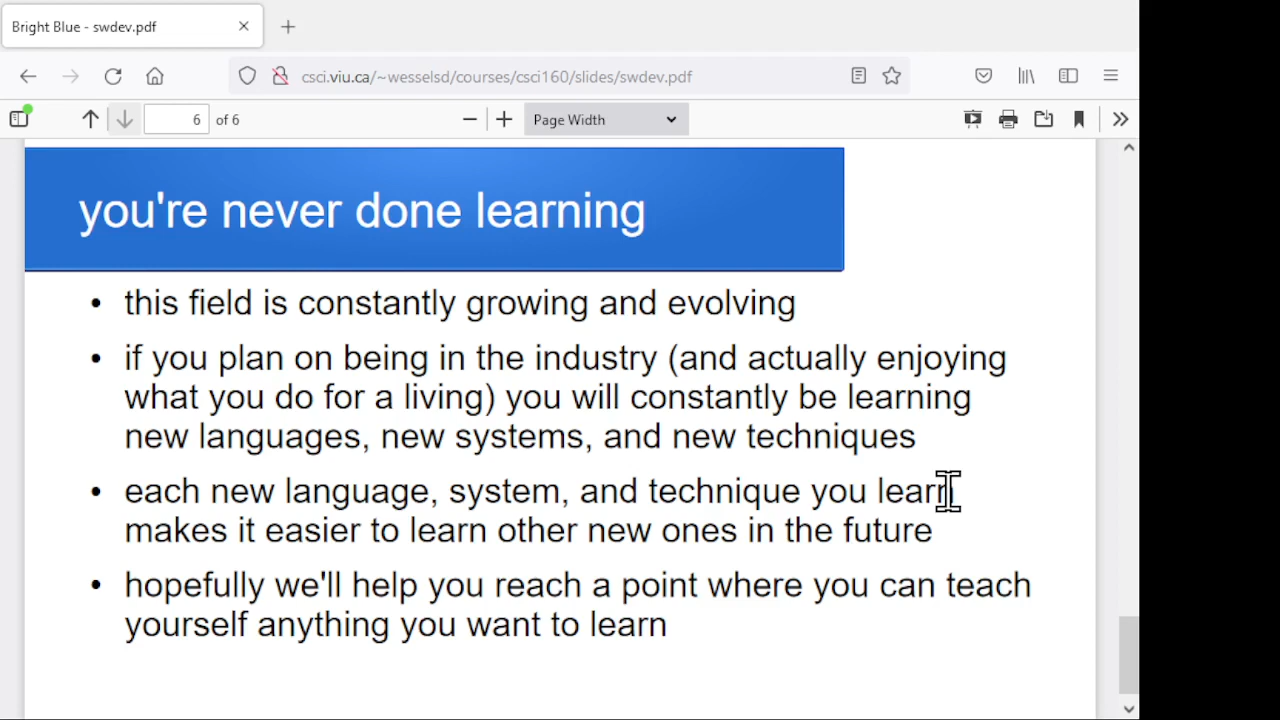 Bright Blue - swdev.pdf
csci.viu.ca/~wesselsd/courses/csci160/slides/swdev.pdf
6 of 6
Page Width
you're never done learning
• this field is constantly growing and evolving
• if you plan on being in the industry (and actually enjoying
what you do for a living) you will constantly be learning
new languages, new systems, and new techniques
• each new language, system, and technique you learn
makes it easier to learn other new ones in the future
• hopefully we'll help you reach a point where you can teach
yourself anything you want to learn